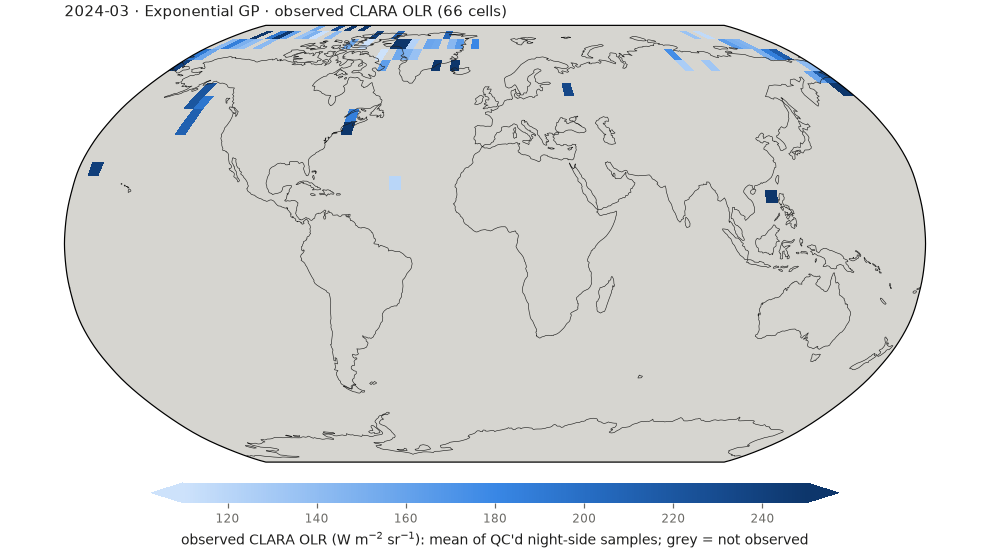 2024-03 · Exponential GP · observed CLARA OLR (66 cells)
120 140 160 180 200 220 240
observed CLARA OLR (W m⁻² sr⁻¹): mean of QC'd night-side samples; grey = not observed